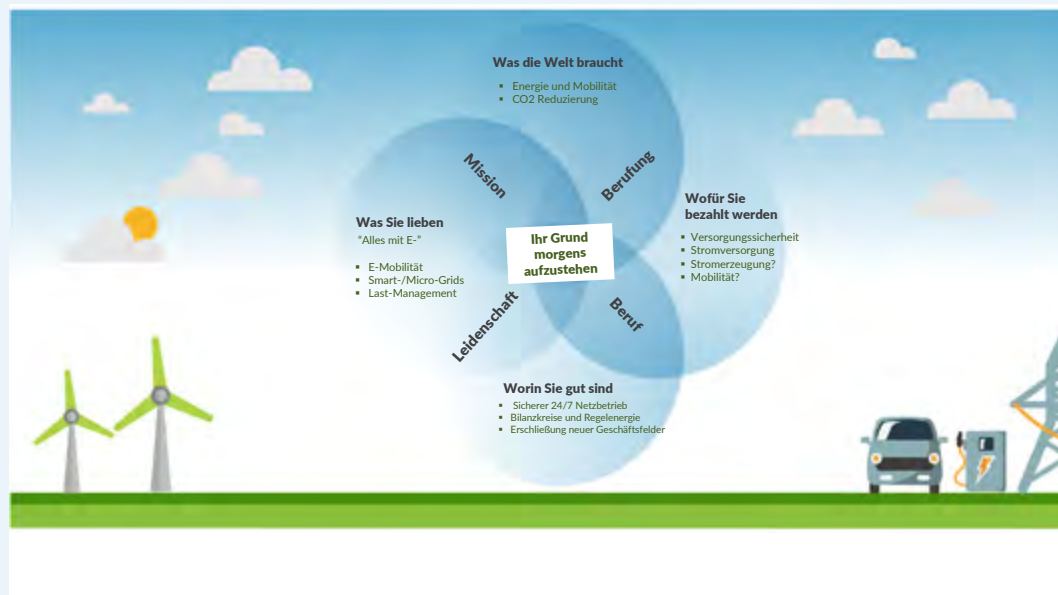 Was die Welt braucht
▪ Energie und Mobilität
▪ CO2 Reduzierung
Mission
Berufung
Was Sie lieben
"Alles mit E-"
▪ E-Mobilität
▪ Smart-/Micro-Grids
▪ Last-Management
Ihr Grund
morgens
aufzustehen
Wofür Sie
bezahlt werden
▪ Versorgungssicherheit
▪ Stromversorgung
▪ Stromerzeugung?
▪ Mobilität?
Leidenschaft
Beruf
Worin Sie gut sind
▪ Sicherer 24/7 Netzbetrieb
▪ Bilanzkreise und Regelenergie
▪ Erschließung neuer Geschäftsfelder